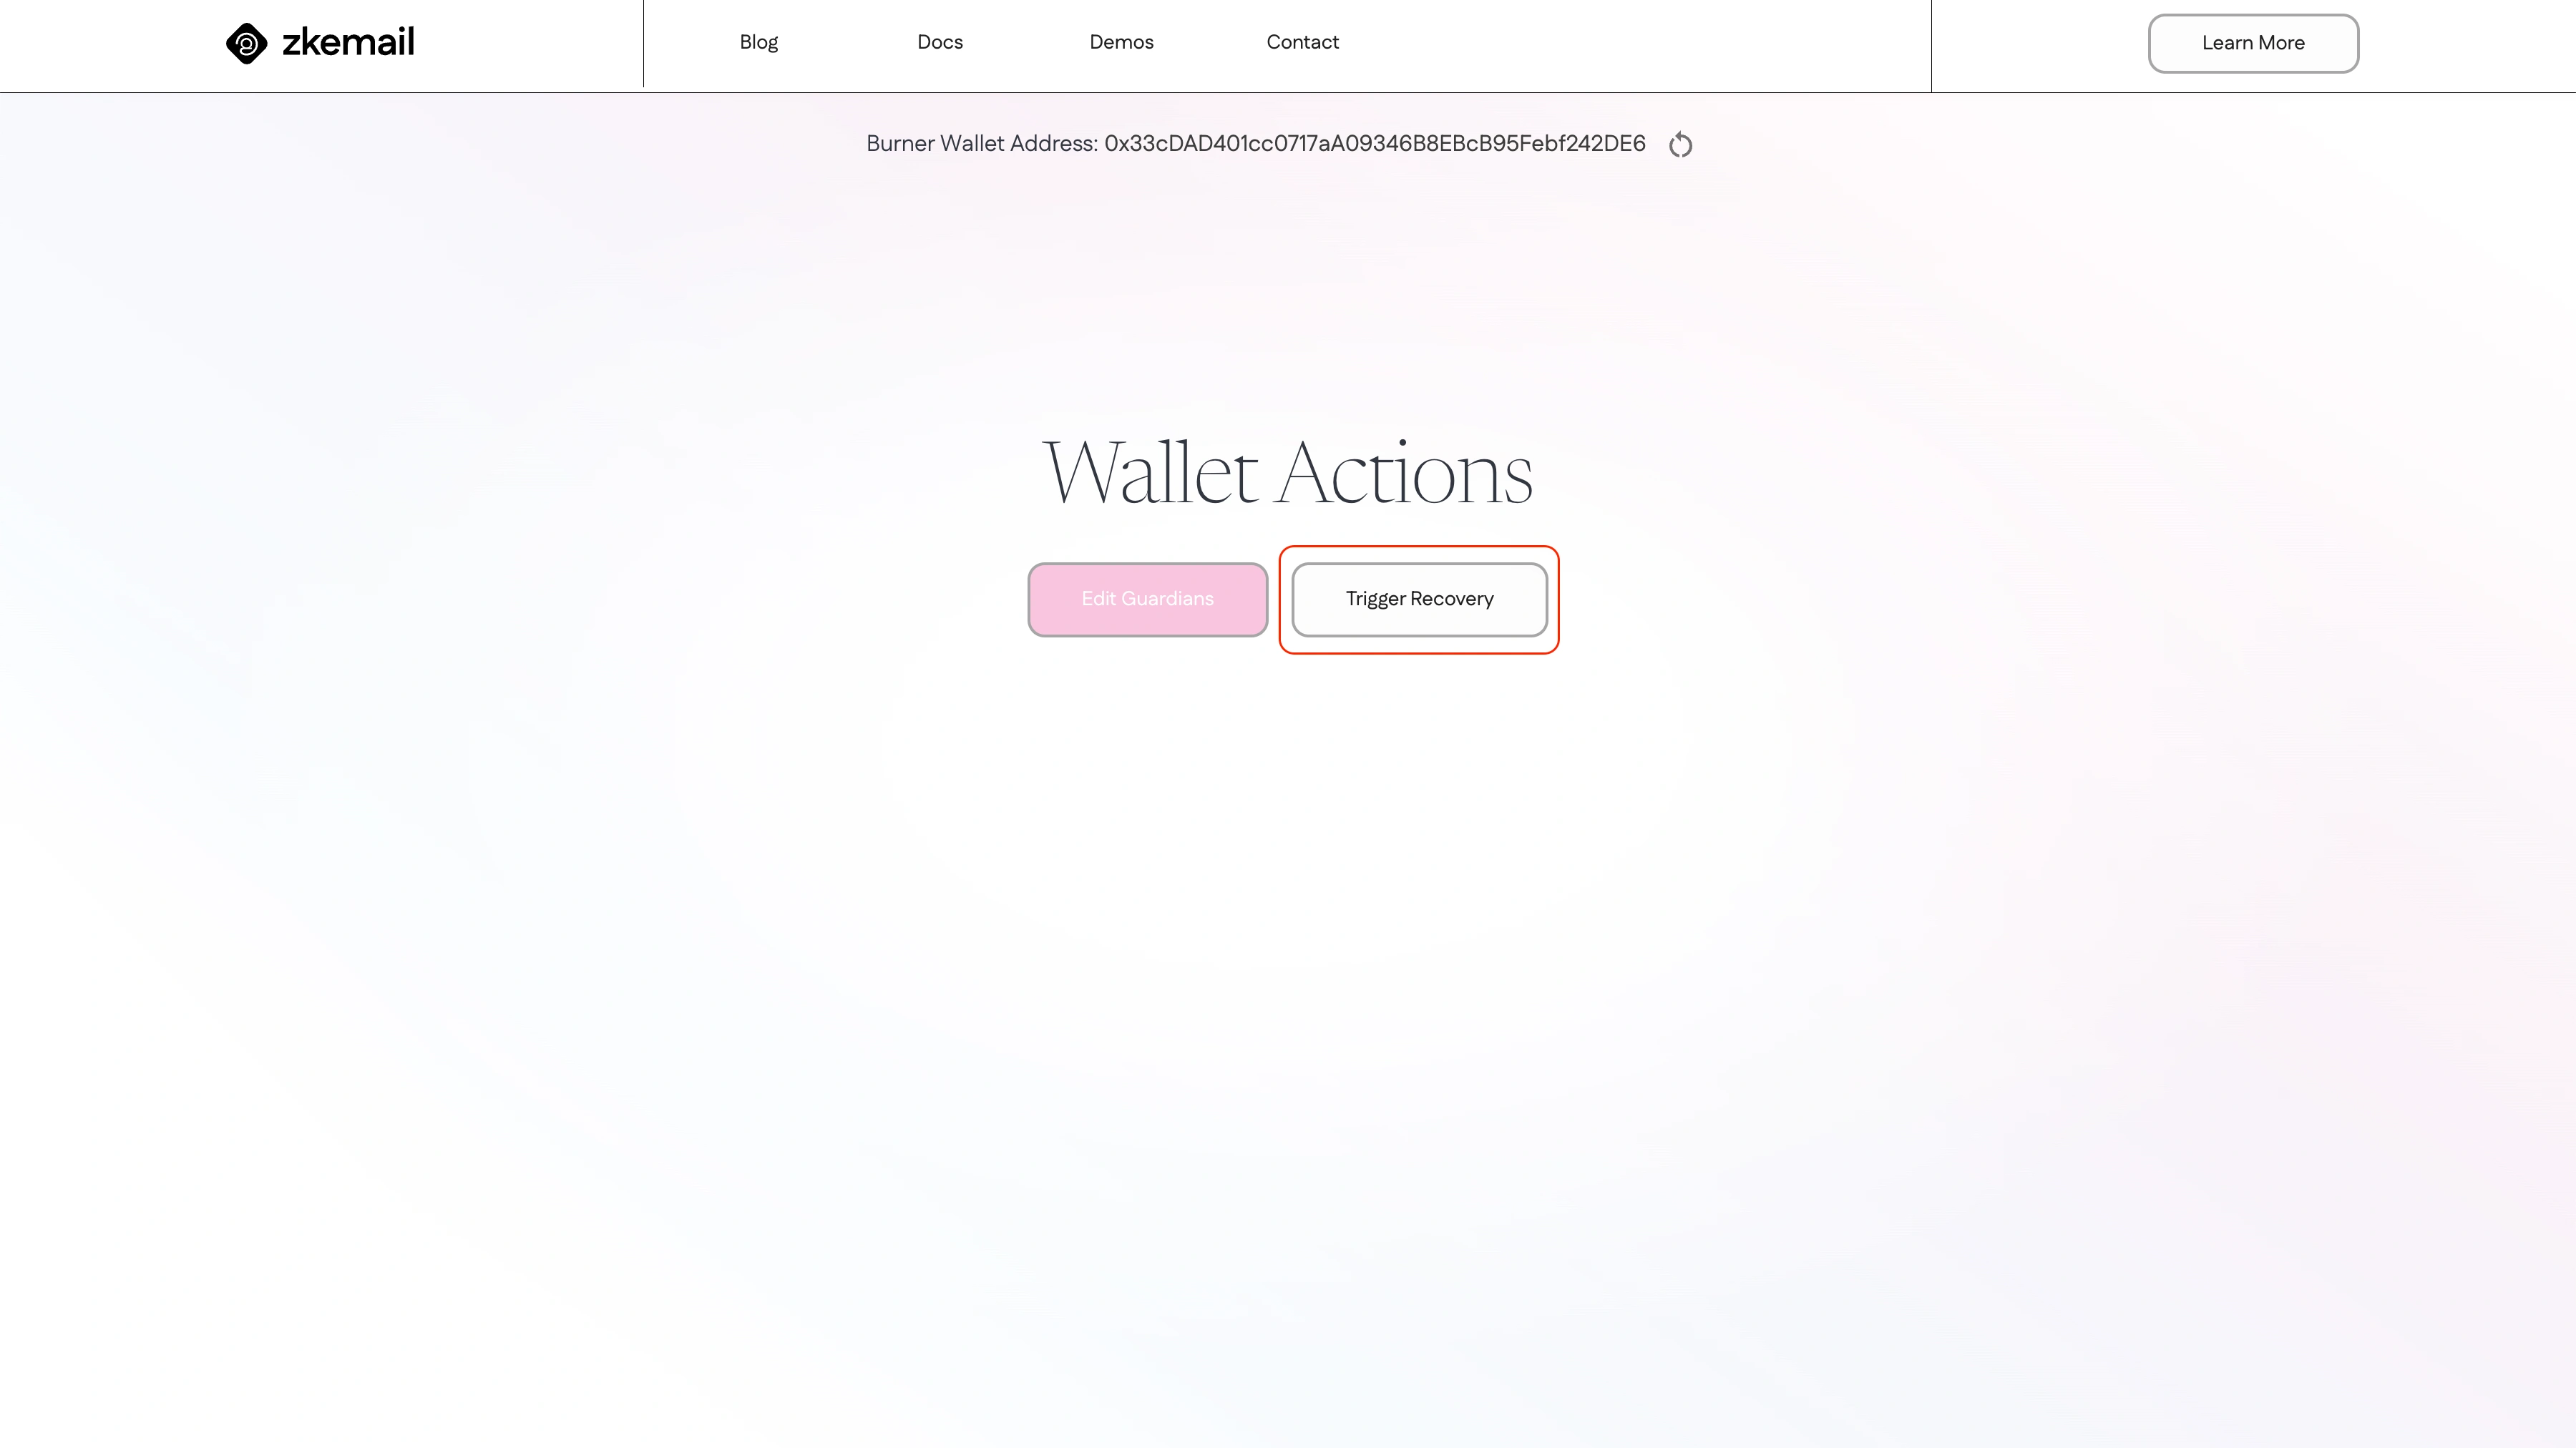 zkemail
Blog Docs Demos Contact
Learn More
Burner Wallet Address: 0x33cDAD401cc0717aA09346B8EBcB95Febf242DE6
Wallet Actions
Edit Guardians
Trigger Recovery